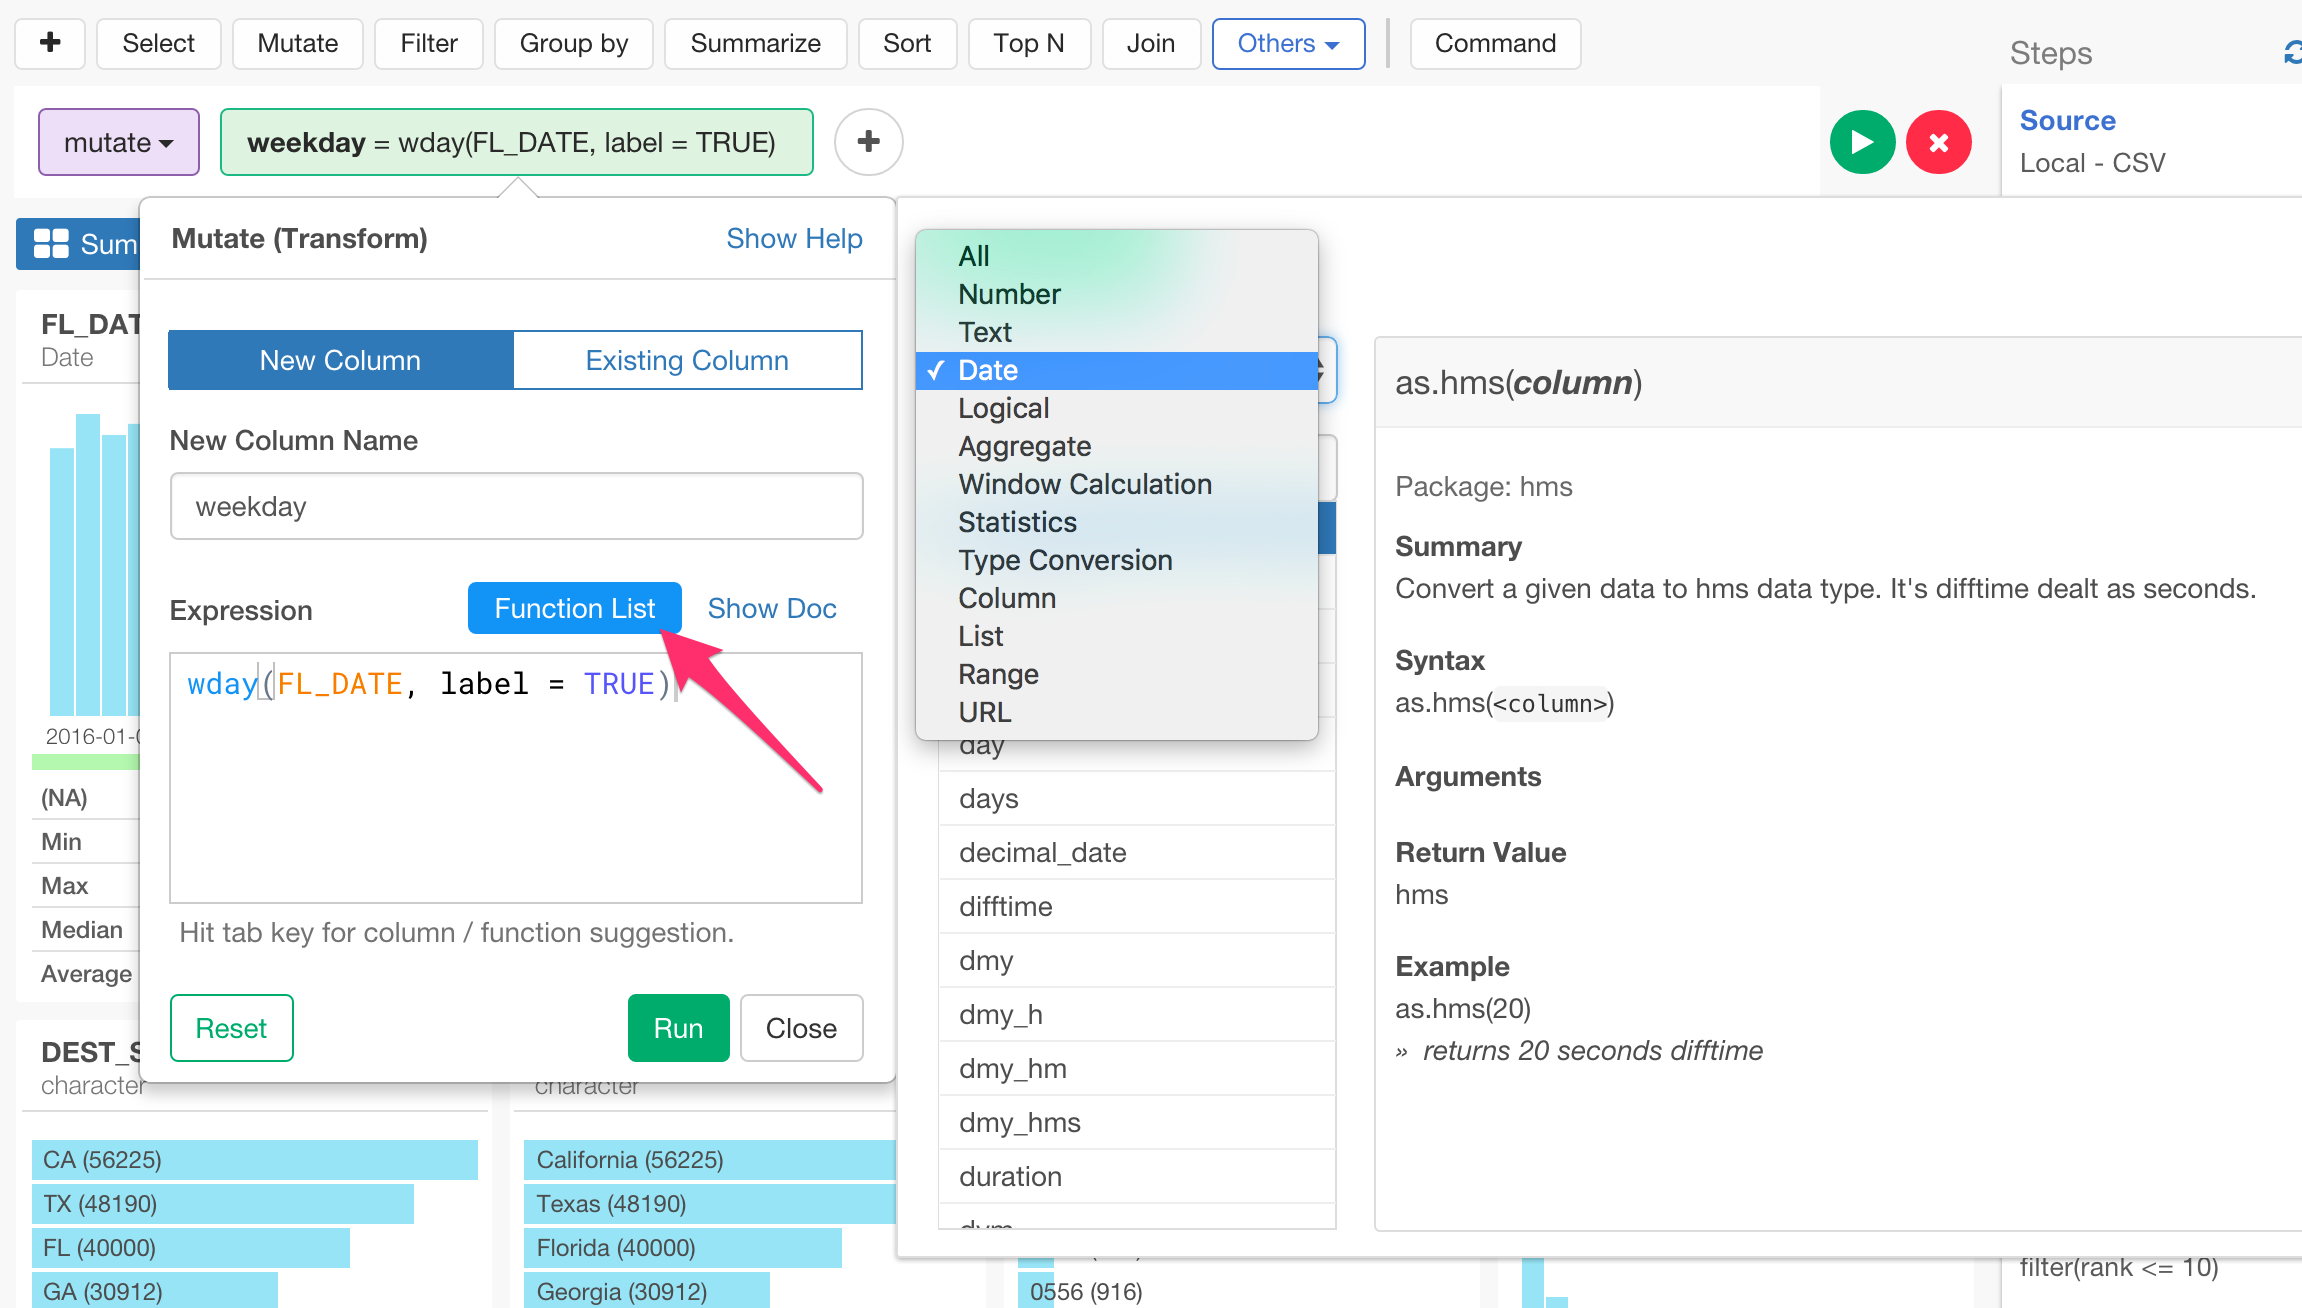 Select Mutate Filter Group by Summarize Sort Top N Join Others Command
Steps
mutate
weekday = wday(FL_DATE, label = TRUE)
Source
Local - CSV
Sum
Mutate (Transform) Show Help
FL_DAT
Date
2016-01-0
(NA)
Min
Max
Median
Average
New Column Existing Column
New Column Name
weekday
Expression Function List Show Doc
wday(FL_DATE, label = TRUE)
Hit tab key for column / function suggestion.
Reset Run Close
All
Number
Text
✓ Date
Logical
Aggregate
Window Calculation
Statistics
Type Conversion
Column
List
Range
URL
day
days
decimal_date
difftime
dmy
dmy_h
dmy_hm
dmy_hms
duration
dym
as.hms(column)
Package: hms
Summary
Convert a given data to hms data type. It's difftime dealt as seconds.
Syntax
as.hms(<column>)
Arguments
Return Value
hms
Example
as.hms(20)
» returns 20 seconds difftime
DEST_S
character
CA (56225)
TX (48190)
FL (40000)
GA (30912)
character
California (56225)
Texas (48190)
Florida (40000)
Georgia (30912)
0556 (916)
filter(rank <= 10)